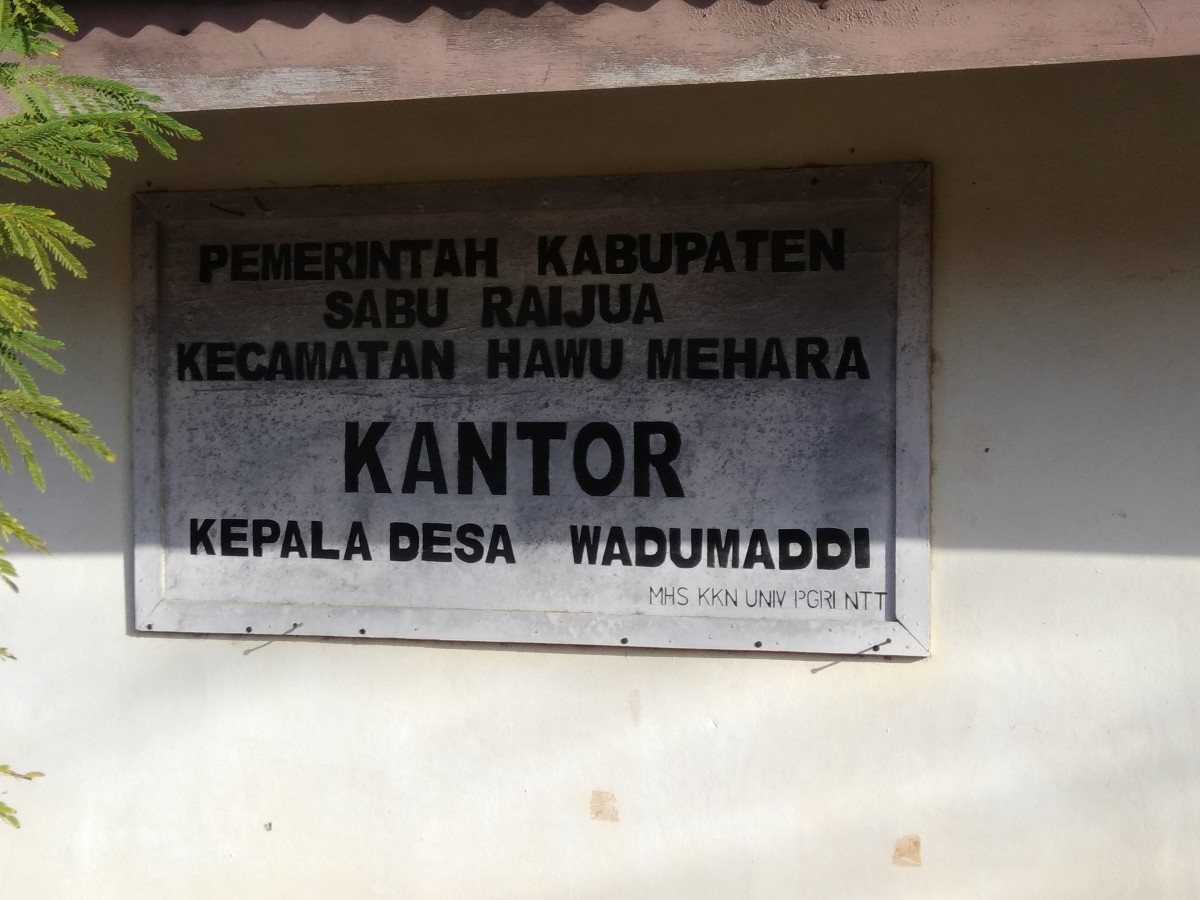 PEMERINTAH KABUPATEN
SABU RAIJUA
KECAMATAN HAWU MEHARA
KANTOR
KEPALA DESA WADUMADDI
MHS KKN UNIV PGRI NTT